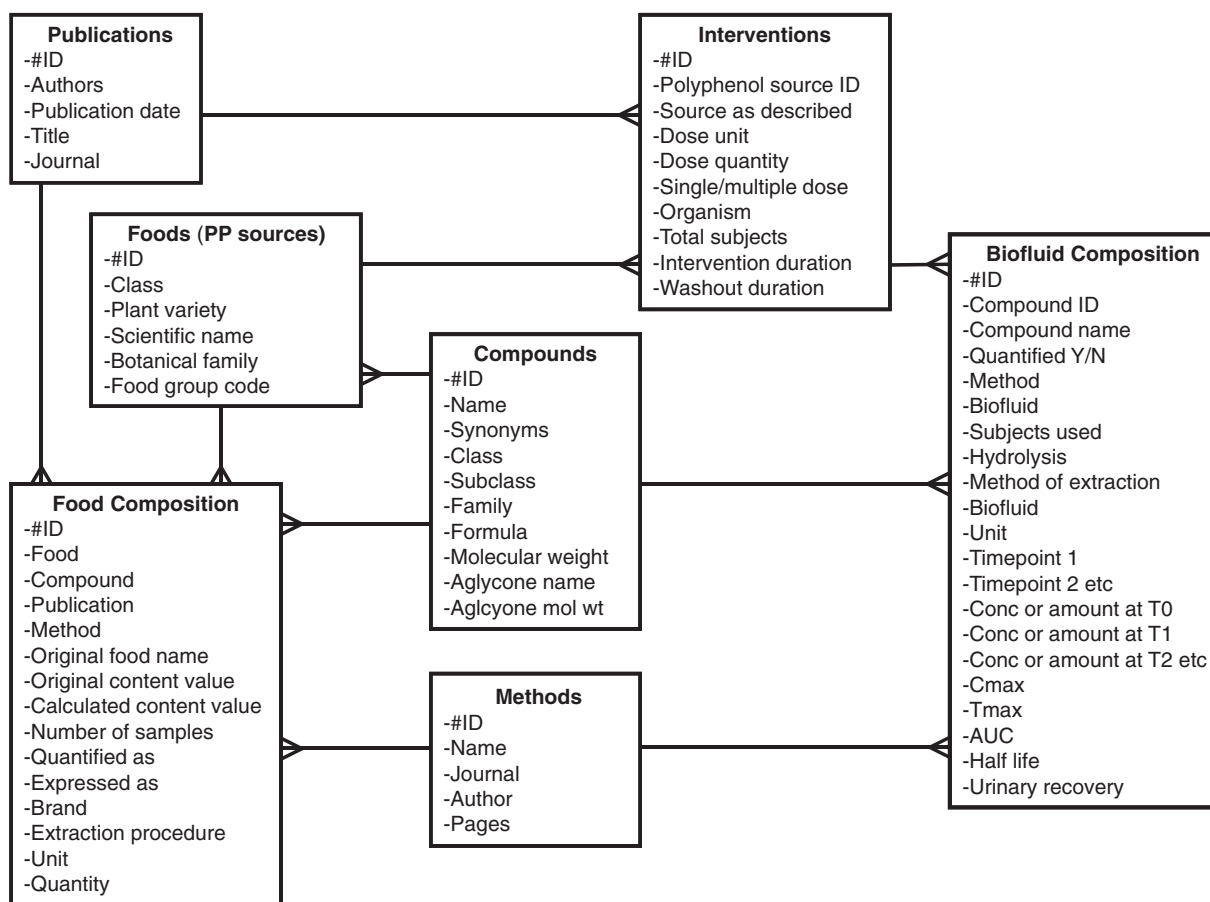 Publications
-#ID
-Authors
-Publication date
-Title
-Journal
Interventions
-#ID
-Polyphenol source ID
-Source as described
-Dose unit
-Dose quantity
-Single/multiple dose
-Organism
-Total subjects
-Intervention duration
-Washout duration
Foods (PP sources)
-#ID
-Class
-Plant variety
-Scientific name
-Botanical family
-Food group code
Biofluid Composition
-#ID
-Compound ID
-Compound name
-Quantified Y/N
-Method
-Biofluid
-Subjects used
-Hydrolysis
-Method of extraction
-Biofluid
-Unit
-Timepoint 1
-Timepoint 2 etc
-Conc or amount at T0
-Conc or amount at T1
-Conc or amount at T2 etc
-Cmax
-Tmax
-AUC
-Half life
-Urinary recovery
Compounds
-#ID
-Name
-Synonyms
-Class
-Subclass
-Family
-Formula
-Molecular weight
-Aglycone name
-Aglcyone mol wt
Food Composition
-#ID
-Food
-Compound
-Publication
-Method
-Original food name
-Original content value
-Calculated content value
-Number of samples
-Quantified as
-Expressed as
-Brand
-Extraction procedure
-Unit
-Quantity
Methods
-#ID
-Name
-Journal
-Author
-Pages